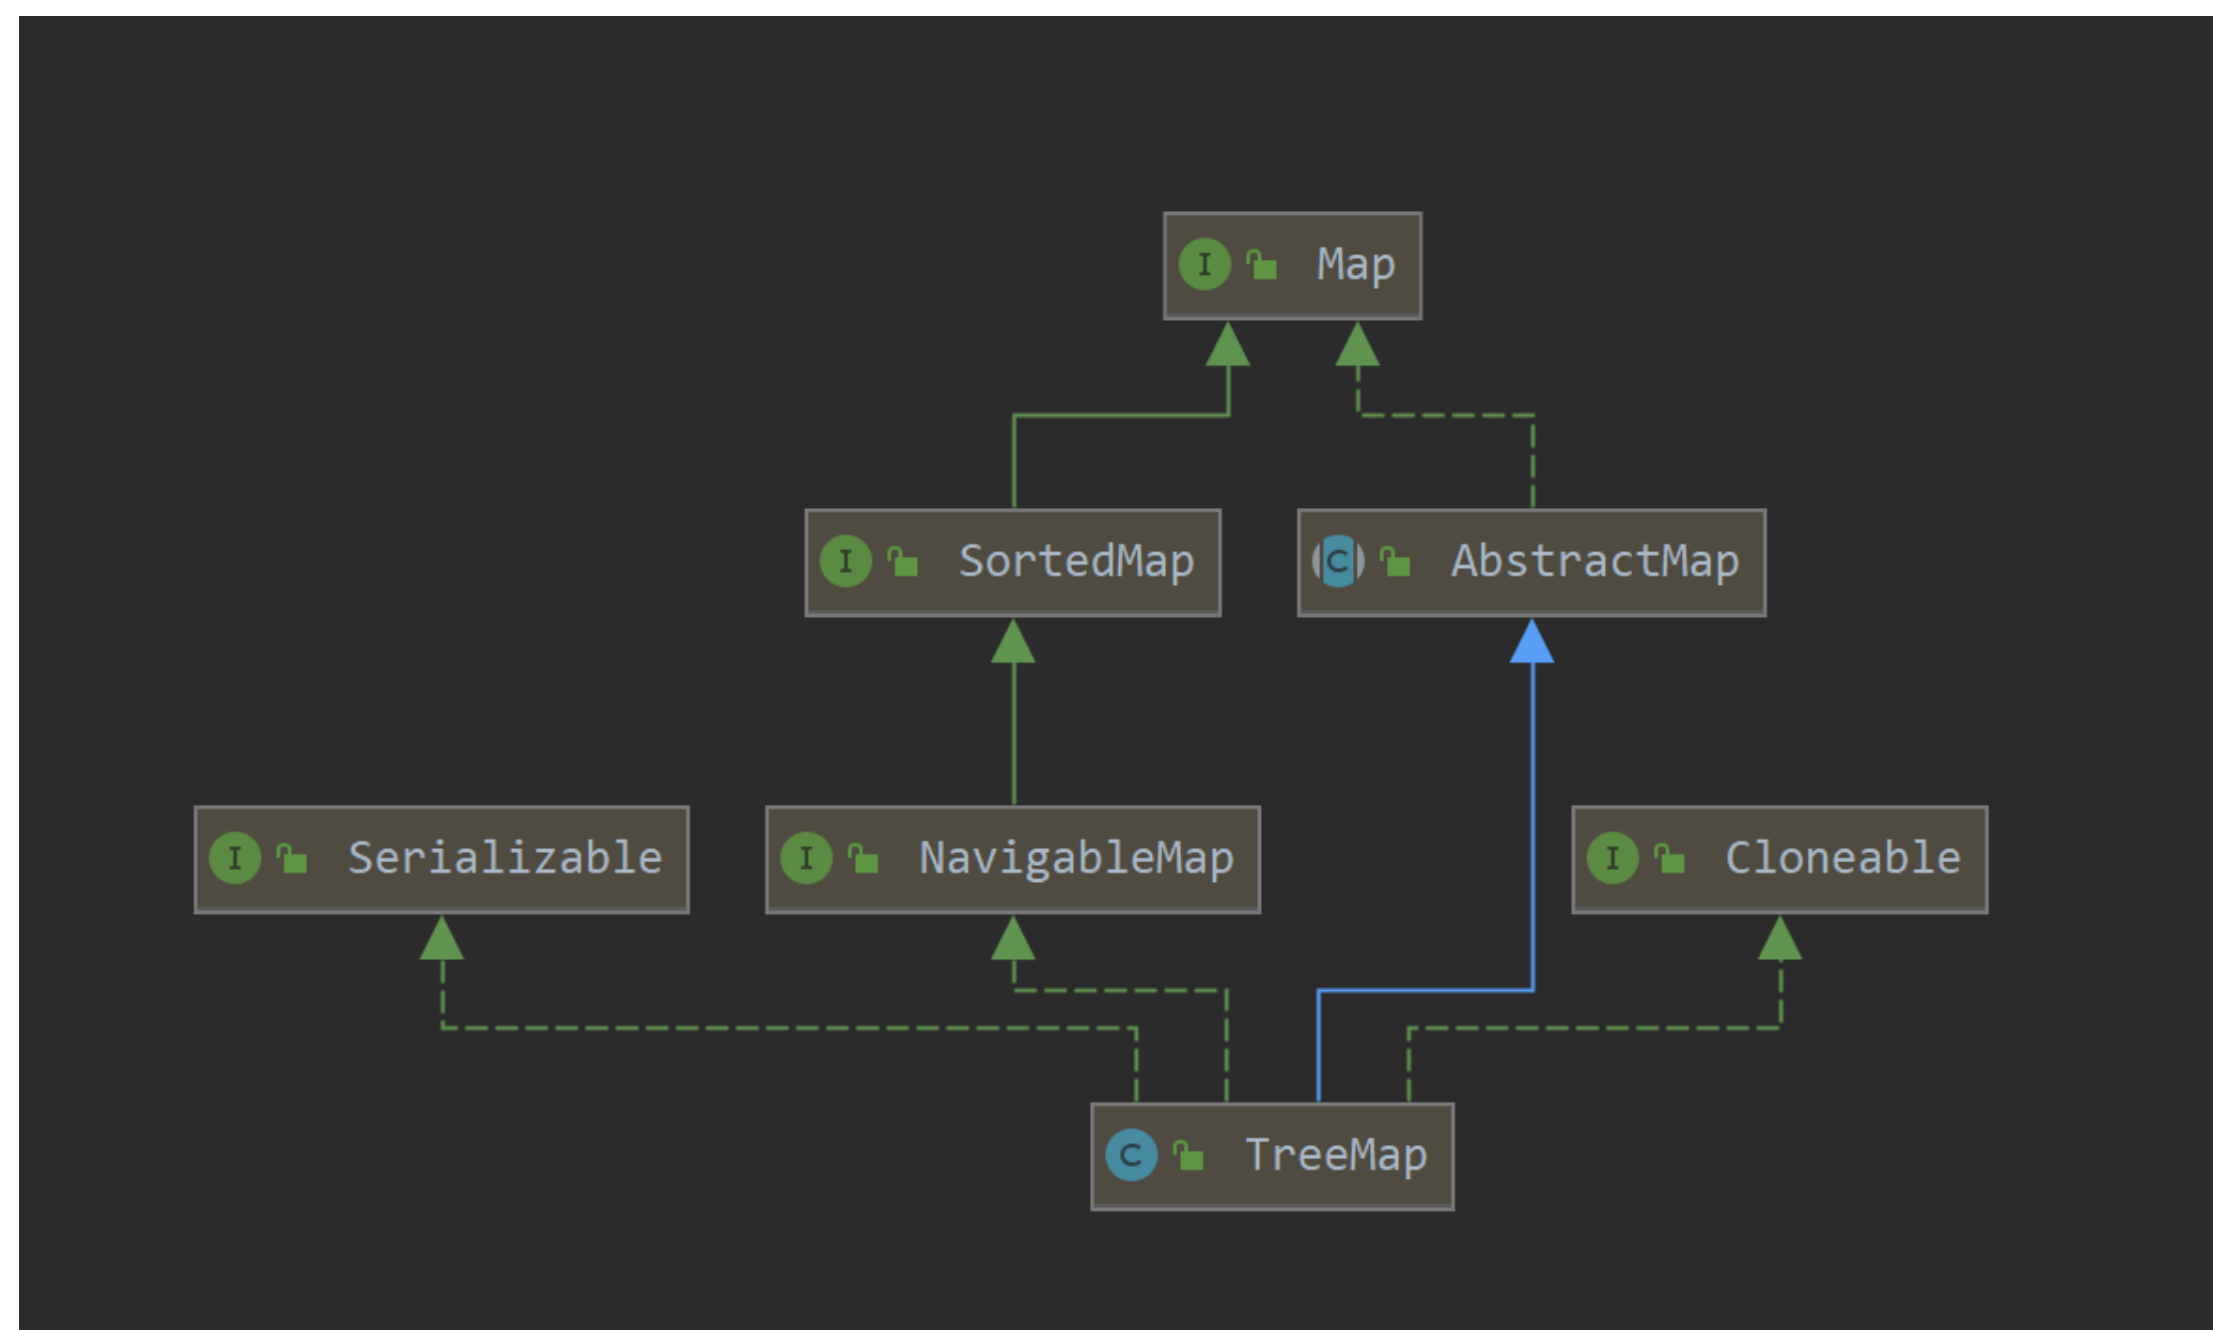 I Map
I SortedMap
C AbstractMap
I Serializable
I NavigableMap
I Cloneable
C TreeMap